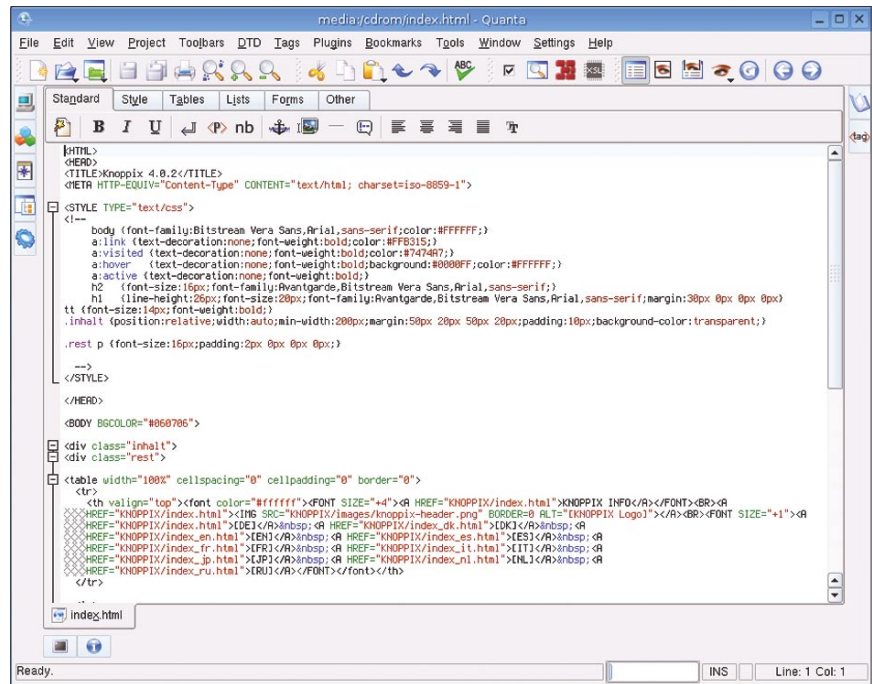 media:/cdrom/index.html - Quanta
File Edit View Project Toolbars DTD Tags Plugins Bookmarks Tools Window Settings Help
ABC
XSL
Standard Style Tables Lists Forms Other
B I U <P> nb
<tag>
<HTML>
<HEAD>
<TITLE>Knoppix 4.0.2</TITLE>
<META HTTP-EQUIV="Content-Type" CONTENT="text/html; charset=iso-8859-1">
<STYLE TYPE="text/css">
<!--
body {font-family:Bitstream Vera Sans,Arial,sans-serif;color:#FFFFFF;}
a:link {text-decoration:none;font-weight:bold;color:#FFB315;}
a:visited {text-decoration:none;font-weight:bold;color:#7474A7;}
a:hover {text-decoration:none;font-weight:bold;background:#0000FF;color:#FFFFFF;}
a:active {text-decoration:none;font-weight:bold;}
h2 {font-size:16px;font-family:Avantgarde,Bitstream Vera Sans,Arial,sans-serif;}
h1 {line-height:26px;font-size:20px;font-family:Avantgarde,Bitstream Vera Sans,Arial,sans-serif;margin:30px 0px 0px 0px}
tt {font-size:14px;font-weight:bold;}
.inhalt {position:relative;width:auto;min-width:200px;margin:50px 20px 50px 20px;padding:10px;background-color:transparent;}
.rest p {font-size:16px;padding:2px 0px 0px 0px;}
-->
</STYLE>
</HEAD>
<BODY BGCOLOR="#060706">
<div class="inhalt">
<div class="rest">
<table width="100%" cellspacing="0" cellpadding="0" border="0">
<tr>
<th valign="top"><font color="#ffffff"><FONT SIZE="+4"><A HREF="KNOPPIX/index.html">KNOPPIX INFO</A></FONT><BR><A
HREF="KNOPPIX/index.html"><IMG SRC="KNOPPIX/images/knoppix-header.png" BORDER=0 ALT="[KNOPPIX Logo]"></A><BR><FONT SIZE="+1"><A
HREF="KNOPPIX/index.html">[DE]</A>&nbsp;<A HREF="KNOPPIX/index_dk.html">[DK]</A>&nbsp;<A
HREF="KNOPPIX/index_en.html">[EN]</A>&nbsp;<A HREF="KNOPPIX/index_es.html">[ES]</A>&nbsp;<A
HREF="KNOPPIX/index_fr.html">[FR]</A>&nbsp;<A HREF="KNOPPIX/index_it.html">[IT]</A>&nbsp;<A
HREF="KNOPPIX/index_jp.html">[JP]</A>&nbsp;<A HREF="KNOPPIX/index_nl.html">[NL]</A>&nbsp;<A
HREF="KNOPPIX/index_ru.html">[RU]</A></FONT></font></th>
</tr>
index.html
Ready. INS Line: 1 Col: 1